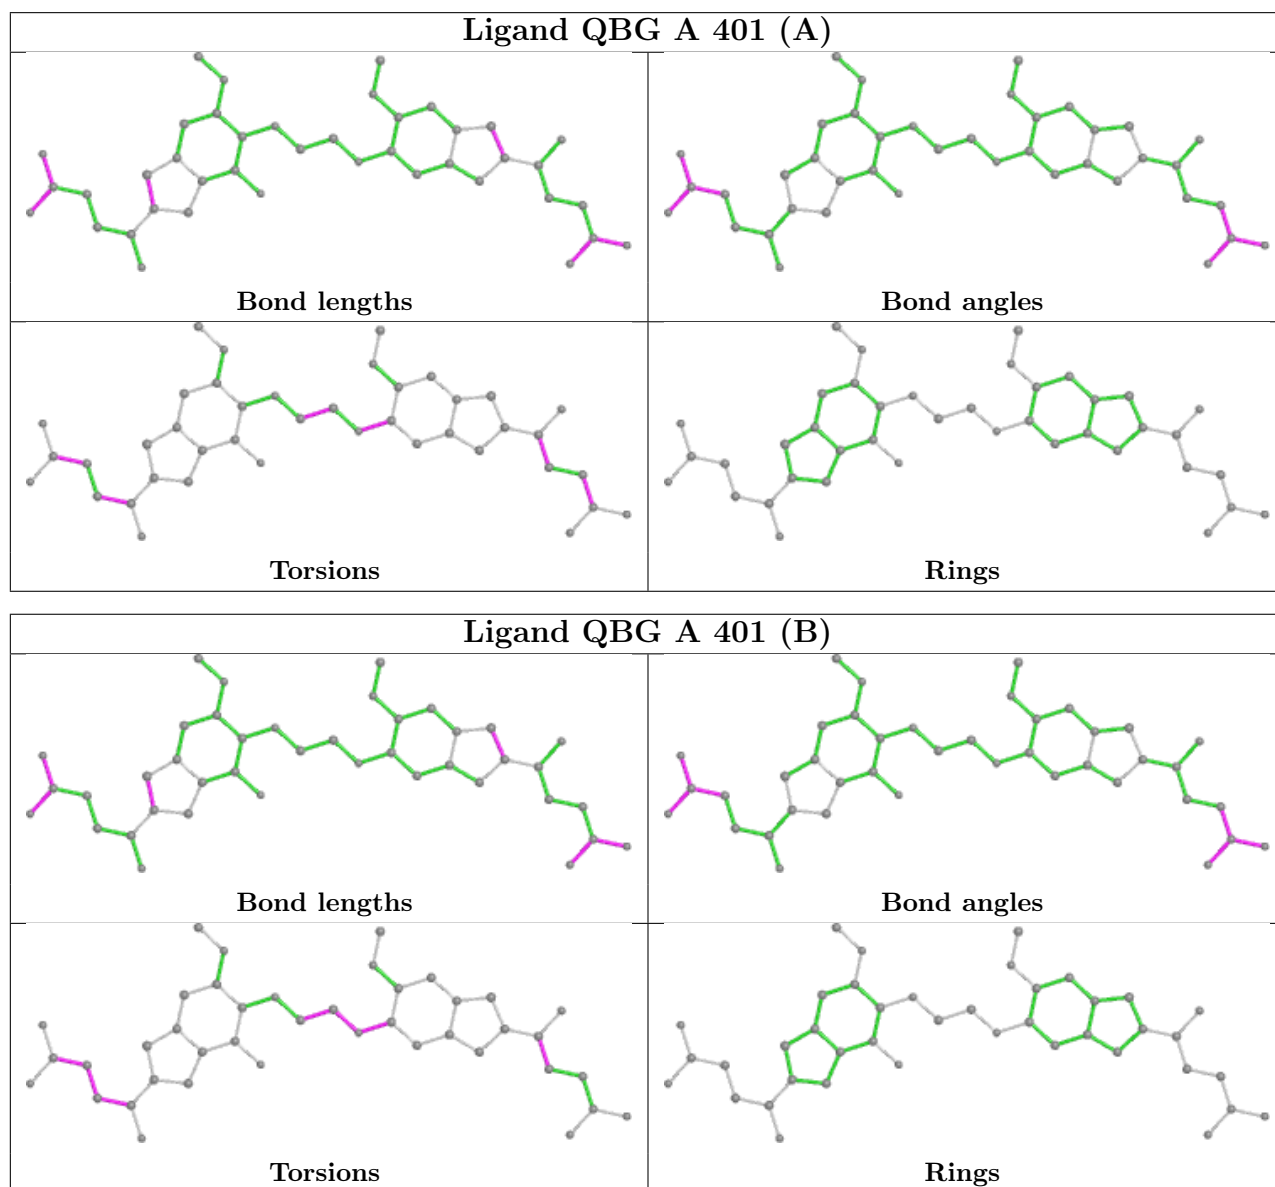 Ligand QBG A 401 (A)
Bond lengths
Bond angles
Torsions
Rings
Ligand QBG A 401 (B)
Bond lengths
Bond angles
Torsions
Rings